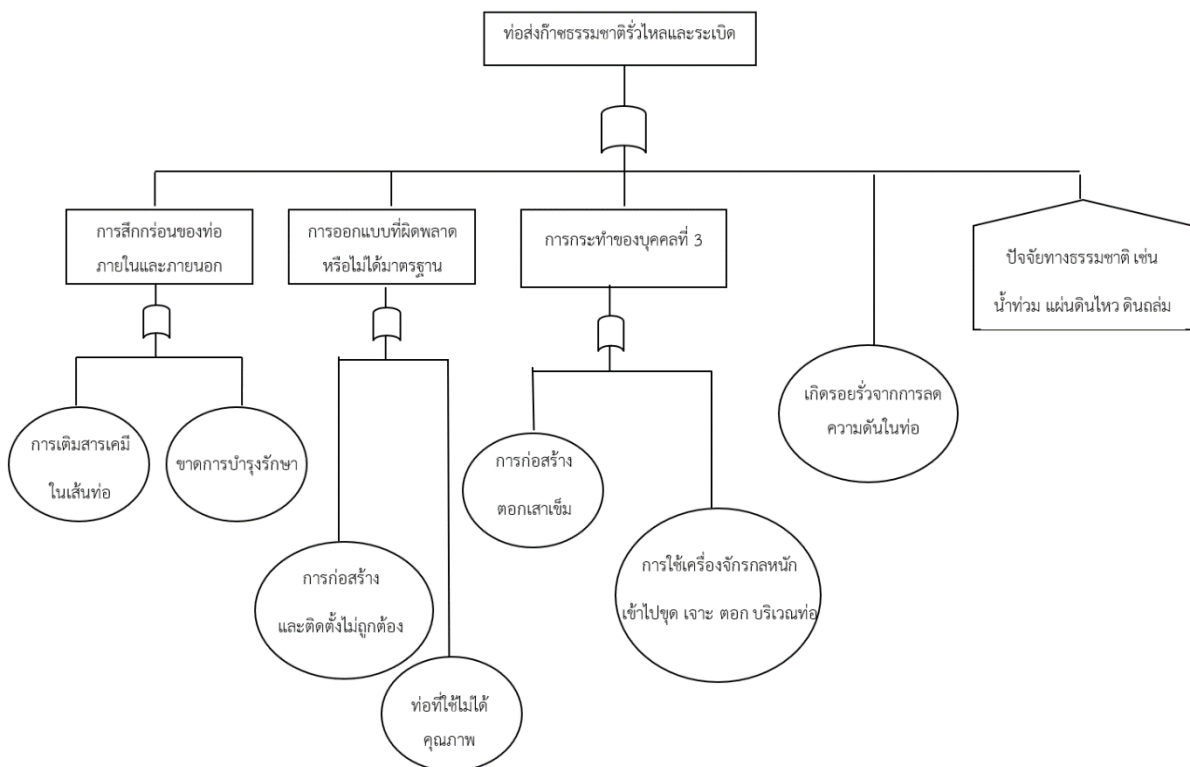 ท่อส่งก๊าซธรรมชาติรั่วไหลและระเบิด
การสึกกร่อนของท่อ
ภายในและภายนอก
การออกแบบที่ผิดพลาด
หรือไม่ได้มาตรฐาน
การกระทำของบุคคลที่ 3
ปัจจัยทางธรรมชาติ เช่น
น้ำท่วม แผ่นดินไหว ดินถล่ม
เกิดรอยรั่วจากการลด
ความดันในท่อ
การเติมสารเคมี
ในเส้นท่อ
ขาดการบำรุงรักษา
การก่อสร้าง
ตอกเสาเข็ม
การก่อสร้าง
และติดตั้งไม่ถูกต้อง
การใช้เครื่องจักรกลหนัก
เข้าไปขุด เจาะ ตอก บริเวณท่อ
ท่อที่ใช้ไม่ได้
คุณภาพ